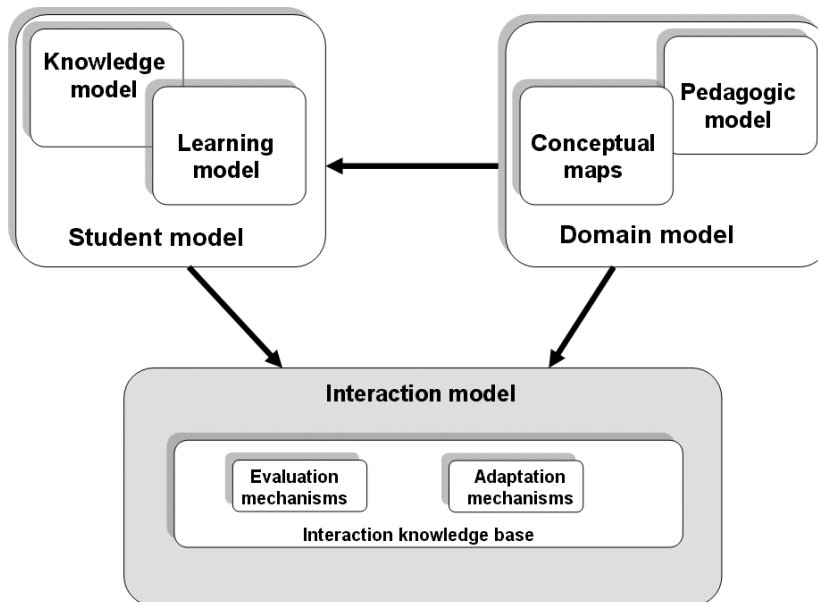 Knowledge
model
Learning
model
Student model
Pedagogic
model
Conceptual
maps
Domain model
Interaction model
Evaluation
mechanisms
Adaptation
mechanisms
Interaction knowledge base